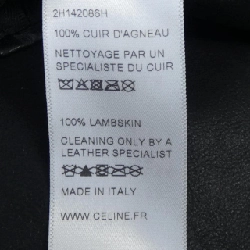 2H142086H
100% CUIR D'AGNEAU
NETTOYAGE PAR UN
SPECIALISTE DU CUIR
100% LAMBSKIN
CLEANING ONLY BY A
LEATHER SPECIALIST
MADE IN ITALY
WWW.CELINE.FR